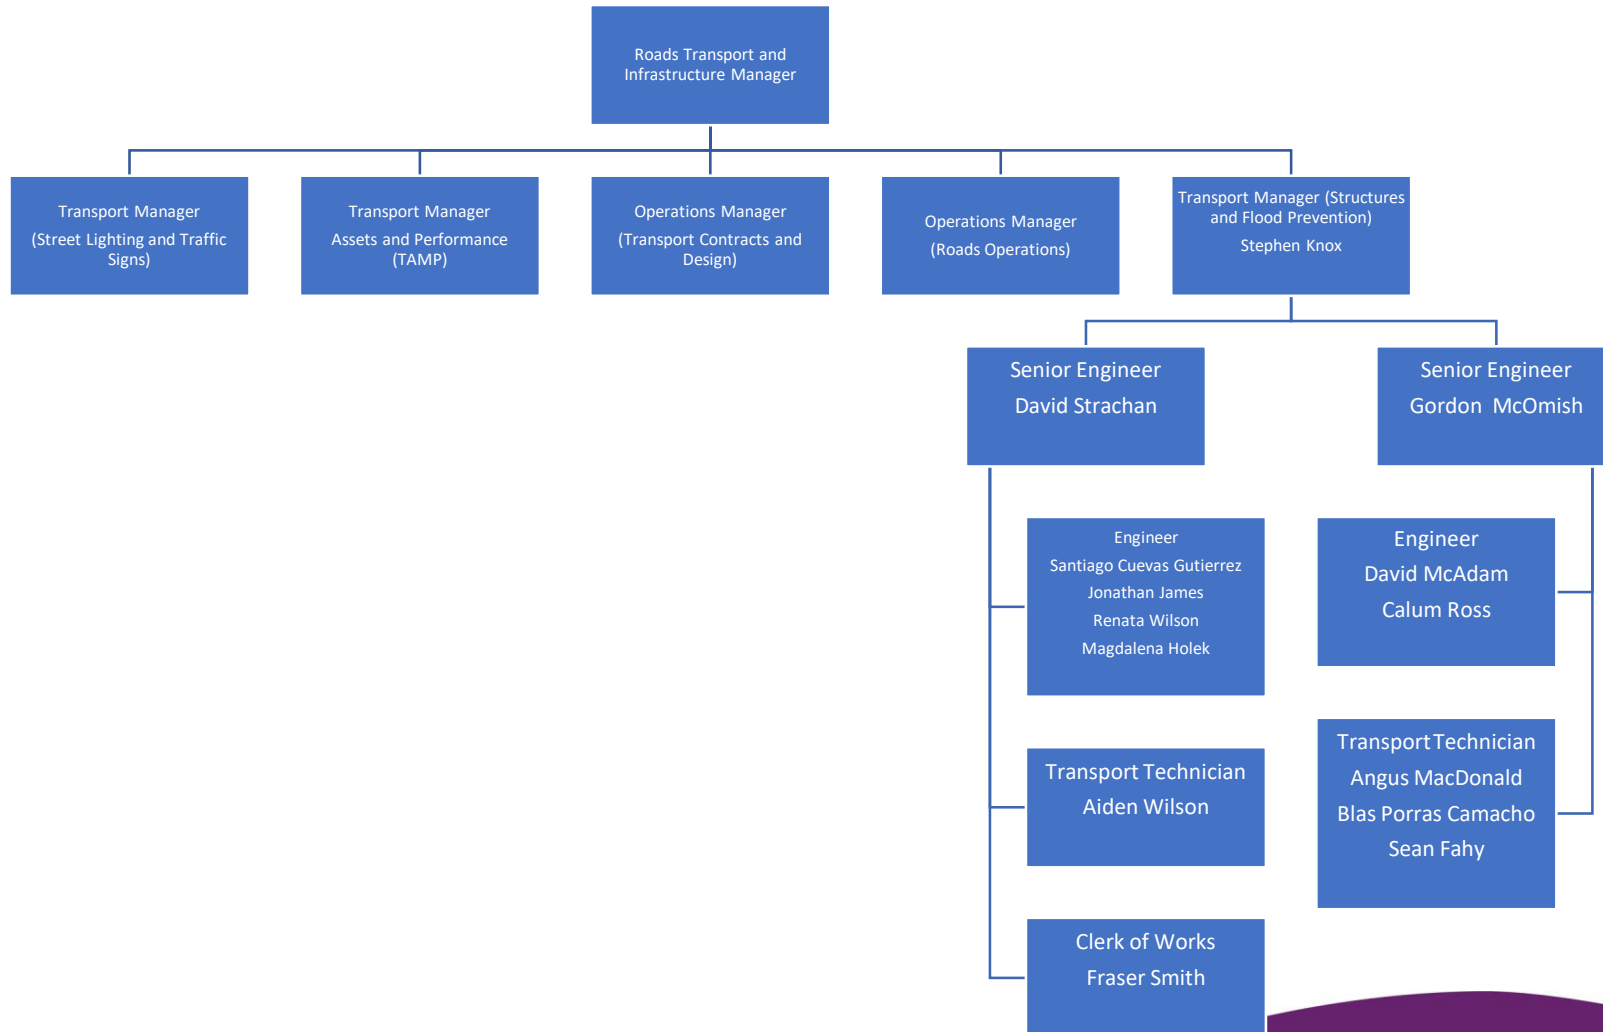 Roads Transport and
Infrastructure Manager
Transport Manager
(Street Lighting and Traffic
Signs)
Transport Manager
Assets and Performance
(TAMP)
Operations Manager
(Transport Contracts and
Design)
Operations Manager
(Roads Operations)
Transport Manager (Structures
and Flood Prevention)
Stephen Knox
Senior Engineer
David Strachan
Senior Engineer
Gordon McOmish
Engineer
Santiago Cuevas Gutierrez
Jonathan James
Renata Wilson
Magdalena Holek
Engineer
David McAdam
Calum Ross
Transport Technician
Aiden Wilson
Transport Technician
Angus MacDonald
Blas Porras Camacho
Sean Fahy
Clerk of Works
Fraser Smith